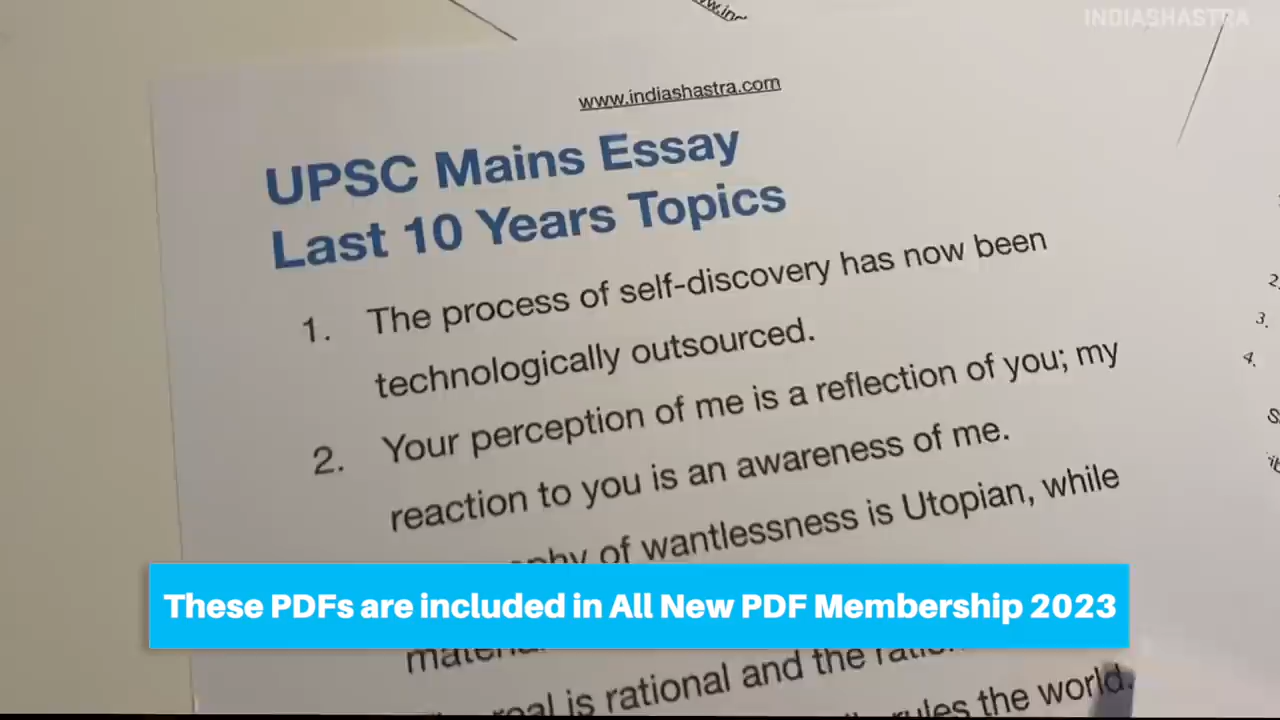 INDIASHASTRA
www.indiashastra.com
UPSC Mains Essay
Last 10 Years Topics
1. The process of self-discovery has now been
technologically outsourced.
2. Your perception of me is a reflection of you; my
reaction to you is an awareness of me.
of wantlessness is Utopian, while
These PDFs are included in All New PDF Membership 2023
is rational and the
rules the world.
2.
3.
4.